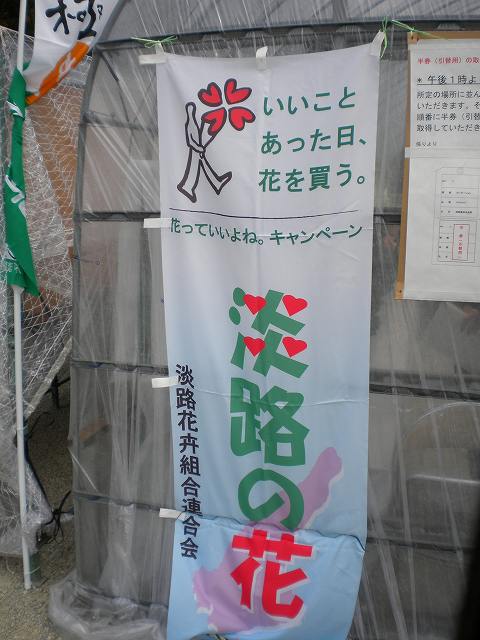 極
いいこと
あった日、
花を買う。
花っていいよね。キャンペーン
淡路の花
淡路花卉組合連合会
半券（引替用）の取
＊ 午後１時よ
所定の場所に並ん
いただきます。そ
順番に半券（引替
取得していただき